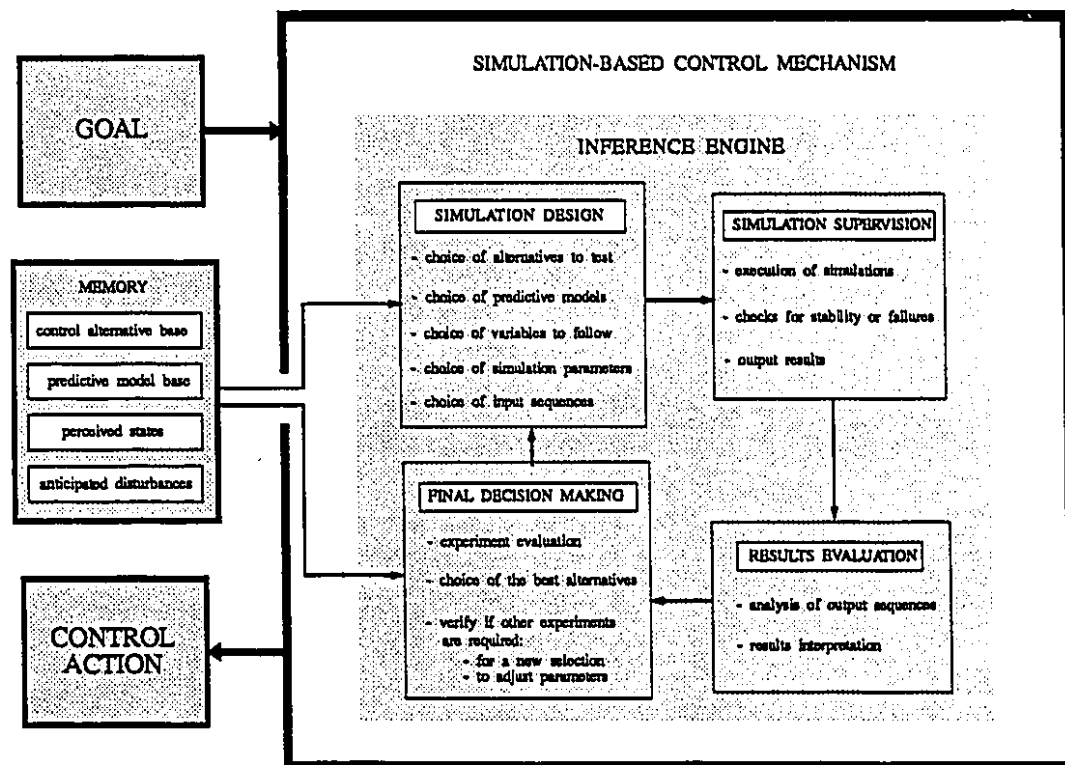 SIMULATION-BASED CONTROL MECHANISM
GOAL
INFERENCE ENGINE
SIMULATION DESIGN
- choice of alternatives to test
- choice of predictive models
- choice of variables to follow
- choice of simulation parameters
- choice of input sequences
SIMULATION SUPERVISION
- execution of simulations
- checks for stability or failures
- output results
MEMORY
control alternative base
predictive model base
perceived states
anticipated disturbances
FINAL DECISION MAKING
- experiment evaluation
- choice of the best alternatives
- verify if other experiments
are required:
- for a new selection
- to adjust parameters
RESULTS EVALUATION
- analysis of output sequences
- results interpretation
CONTROL
ACTION